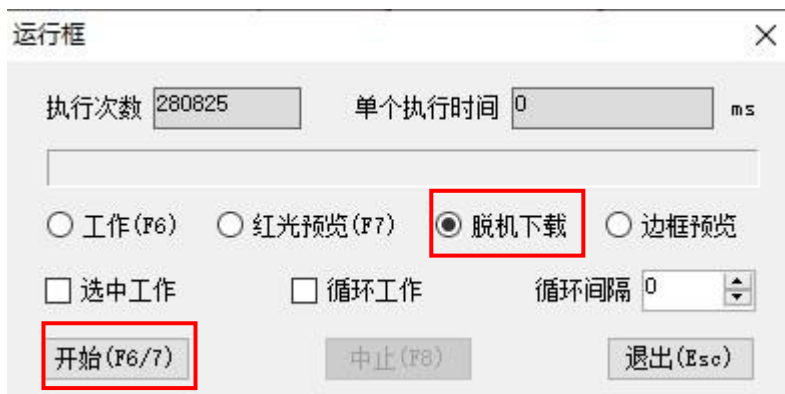 运行框
执行次数 280825 单个执行时间 0 ms
工作(F6) 红光预览(F7) 脱机下载 边框预览
选中工作 循环工作 循环间隔 0
开始(F6/7) 中止(F8) 退出(Esc)